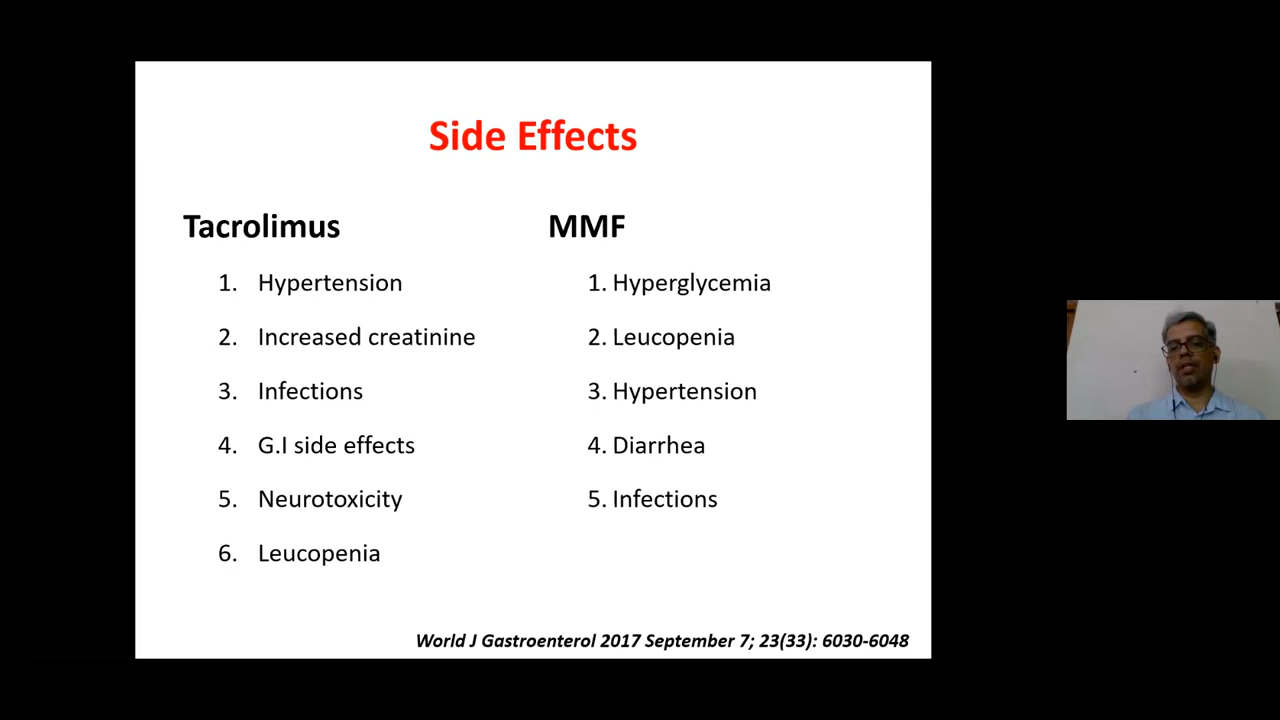 Side Effects
Tacrolimus
1. Hypertension
2. Increased creatinine
3. Infections
4. G.I side effects
5. Neurotoxicity
6. Leucopenia
MMF
1. Hyperglycemia
2. Leucopenia
3. Hypertension
4. Diarrhea
5. Infections
World J Gastroenterol 2017 September 7; 23(33): 6030-6048